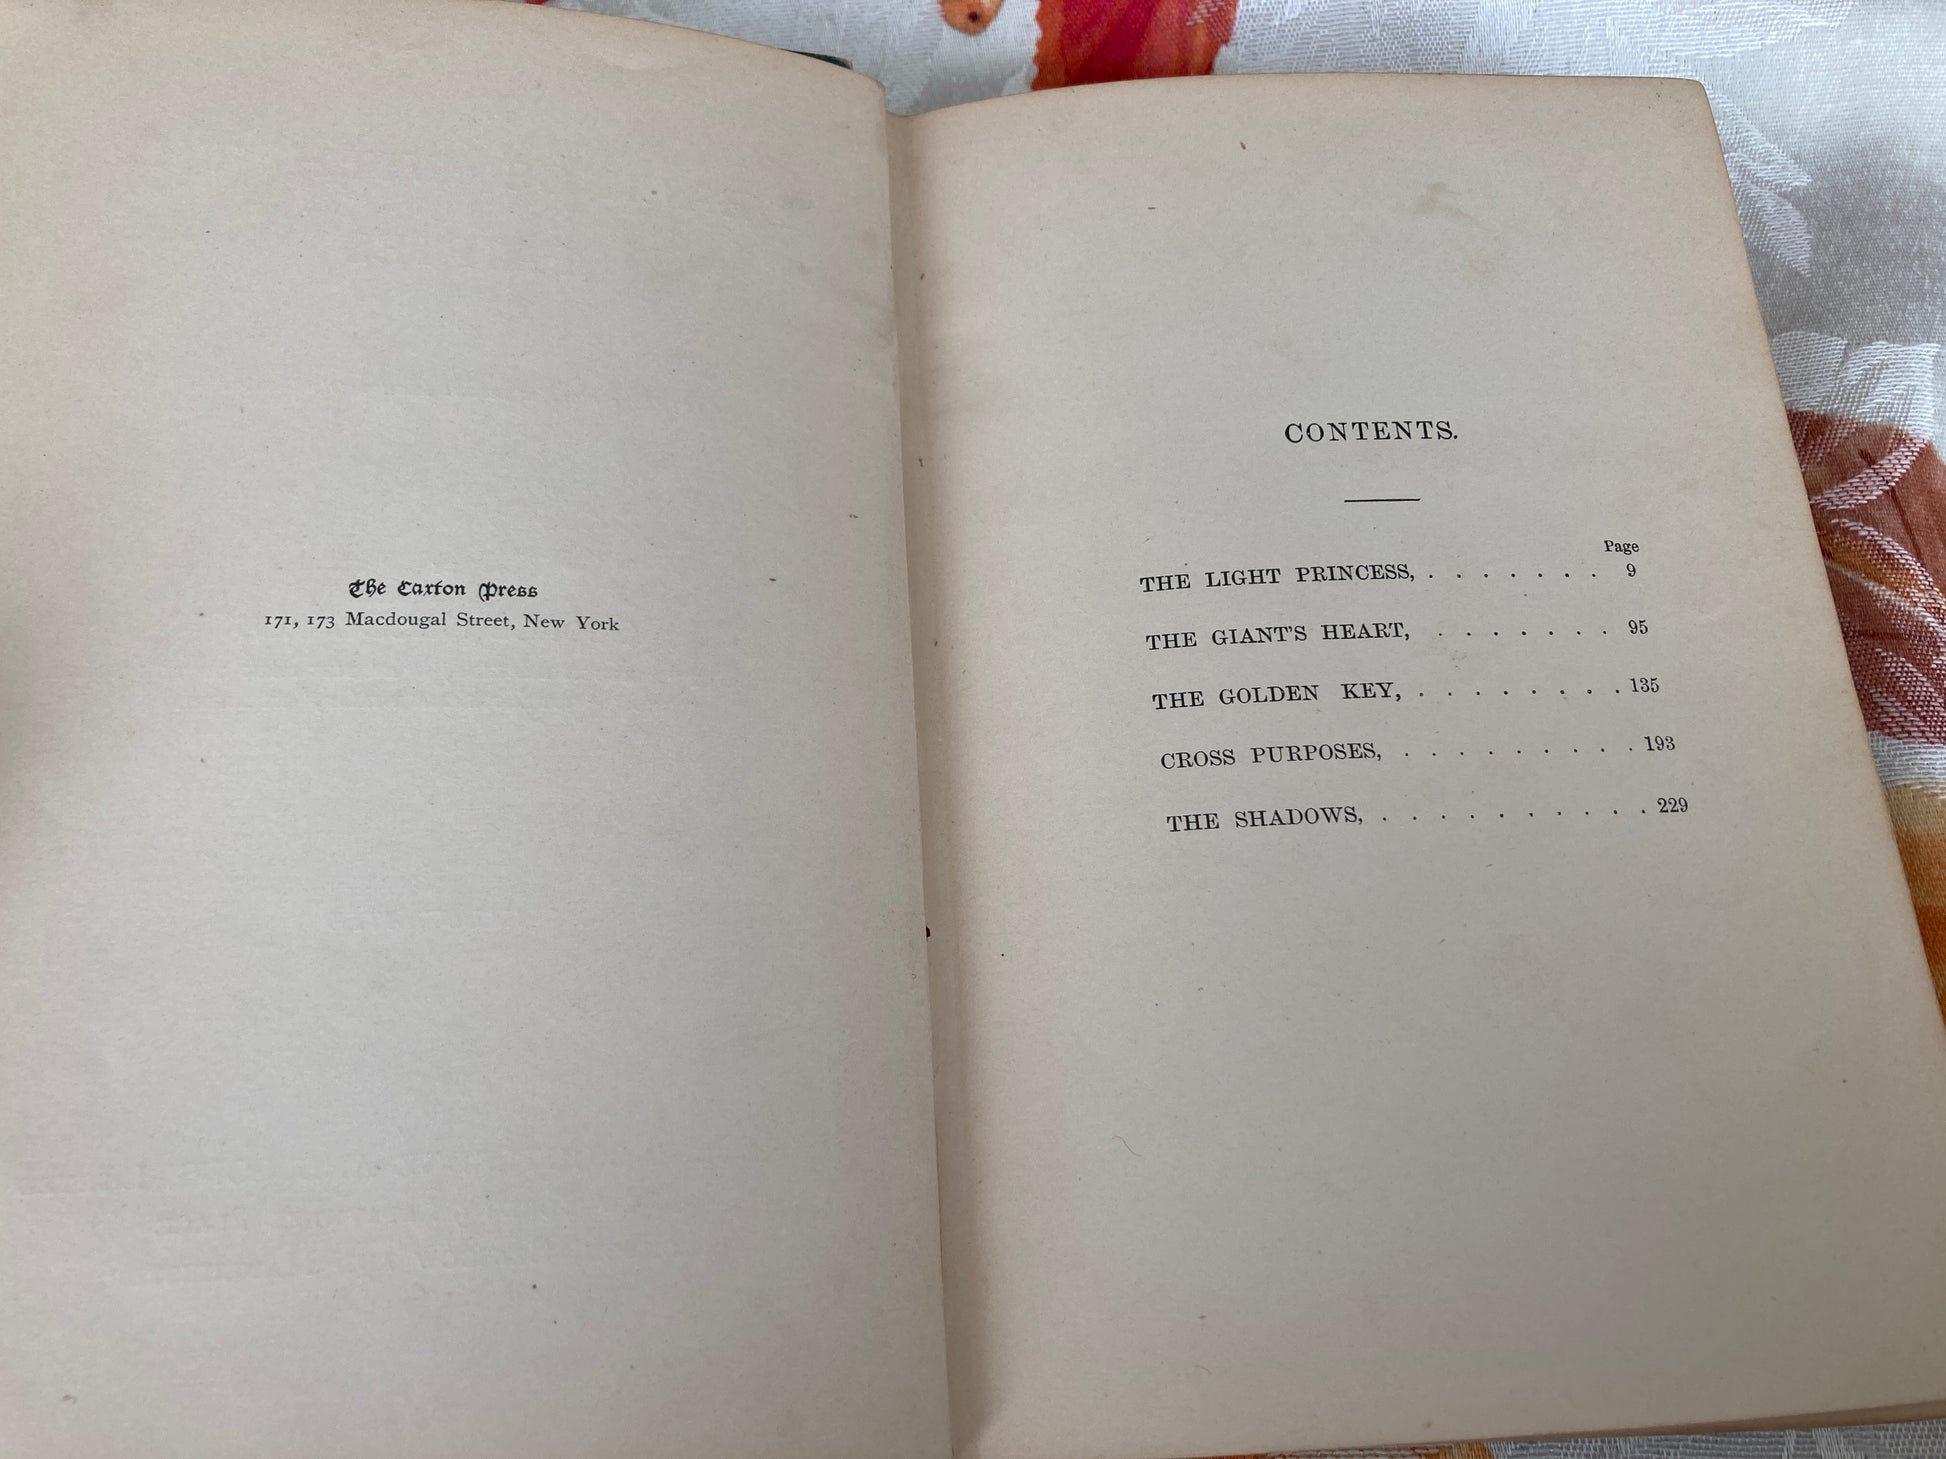 The Caxton Press
171, 173 Macdougal Street, New York
CONTENTS.
Page
THE LIGHT PRINCESS, . . . . . . . 9
THE GIANT'S HEART, . . . . . . . 95
THE GOLDEN KEY, . . . . . . . . 135
CROSS PURPOSES, . . . . . . . . . 193
THE SHADOWS, . . . . . . . . . . 229